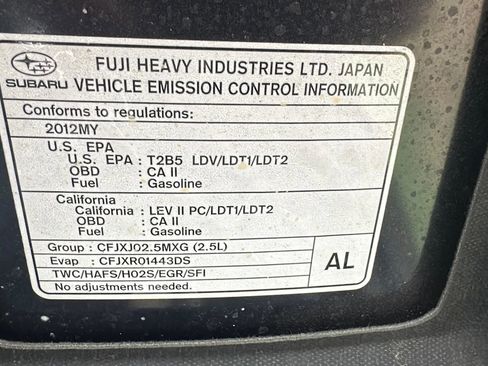 FUJI HEAVY INDUSTRIES LTD. JAPAN
SUBARU VEHICLE EMISSION CONTROL INFORMATION
Conforms to regulations:
2012MY
U.S. EPA
U.S. EPA : T2B5 LDV/LDT1/LDT2
OBD : CA II
Fuel : Gasoline
California
California : LEV II PC/LDT1/LDT2
OBD : CA II
Fuel : Gasoline
Group : CFJXJ02.5MXG (2.5L)
Evap : CFJXR01443DS
TWC/HAFS/HO2S/EGR/SFI
No adjustments needed.
AL